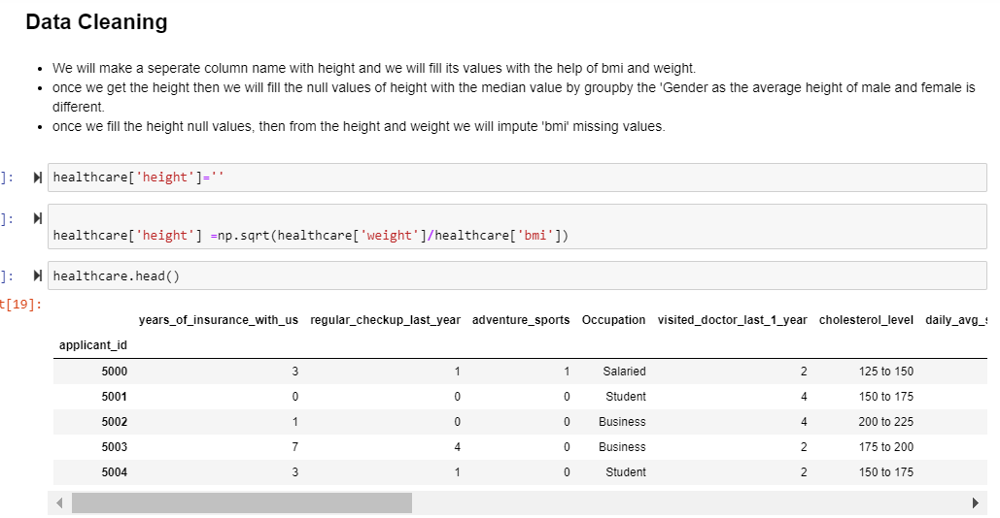 Data Cleaning
• We will make a seperate column name with height and we will fill its values with the help of bmi and weight.
• once we get the height then we will fill the null values of height with the median value by groupby the 'Gender as the average height of male and female is
different.
• once we fill the height null values, then from the height and weight we will impute 'bmi' missing values.
]: healthcare['height']=''
]:
healthcare['height'] =np.sqrt(healthcare['weight']/healthcare['bmi'])
]: healthcare.head()
t[19]:
years_of_insurance_with_us regular_checkup_last_year adventure_sports Occupation visited_doctor_last_1_year cholesterol_level daily_avg_s
applicant_id
5000 3 1 1 Salaried 2 125 to 150
5001 0 0 0 Student 4 150 to 175
5002 1 0 0 Business 4 200 to 225
5003 7 4 0 Business 2 175 to 200
5004 3 1 0 Student 2 150 to 175